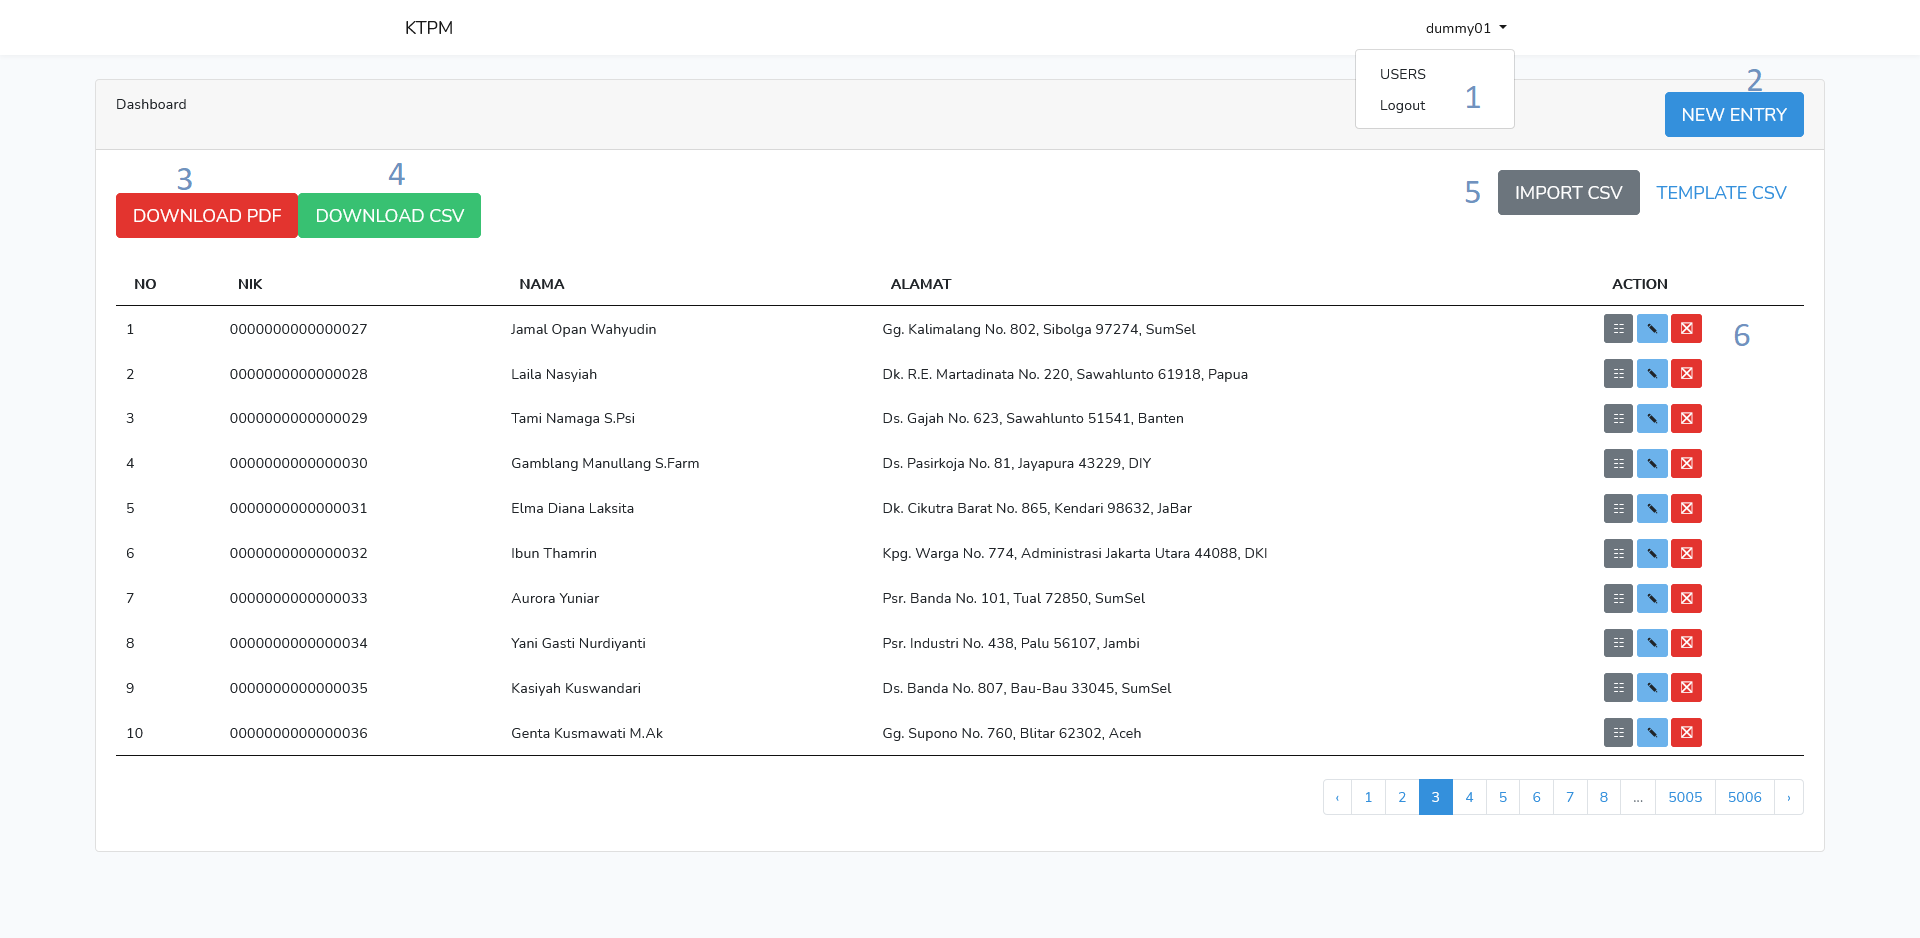 KTPM
dummy01
USERS
Logout
1
2
Dashboard
NEW ENTRY
3
4
DOWNLOAD PDF DOWNLOAD CSV
5 IMPORT CSV TEMPLATE CSV
NO NIK NAMA ALAMAT ACTION
1 0000000000000027 Jamal Opan Wahyudin Gg. Kalimalang No. 802, Sibolga 97274, SumSel
6
2 0000000000000028 Laila Nasyiah Dk. R.E. Martadinata No. 220, Sawahlunto 61918, Papua
3 0000000000000029 Tami Namaga S.Psi Ds. Gajah No. 623, Sawahlunto 51541, Banten
4 0000000000000030 Gamblang Manullang S.Farm Ds. Pasirkoja No. 81, Jayapura 43229, DIY
5 0000000000000031 Elma Diana Laksita Dk. Cikutra Barat No. 865, Kendari 98632, JaBar
6 0000000000000032 Ibun Thamrin Kpg. Warga No. 774, Administrasi Jakarta Utara 44088, DKI
7 0000000000000033 Aurora Yuniar Psr. Banda No. 101, Tual 72850, SumSel
8 0000000000000034 Yani Gasti Nurdiyanti Psr. Industri No. 438, Palu 56107, Jambi
9 0000000000000035 Kasiyah Kuswandari Ds. Banda No. 807, Bau-Bau 33045, SumSel
10 0000000000000036 Genta Kusmawati M.Ak Gg. Supono No. 760, Blitar 62302, Aceh
‹ 1 2 3 4 5 6 7 8 ... 5005 5006 ›